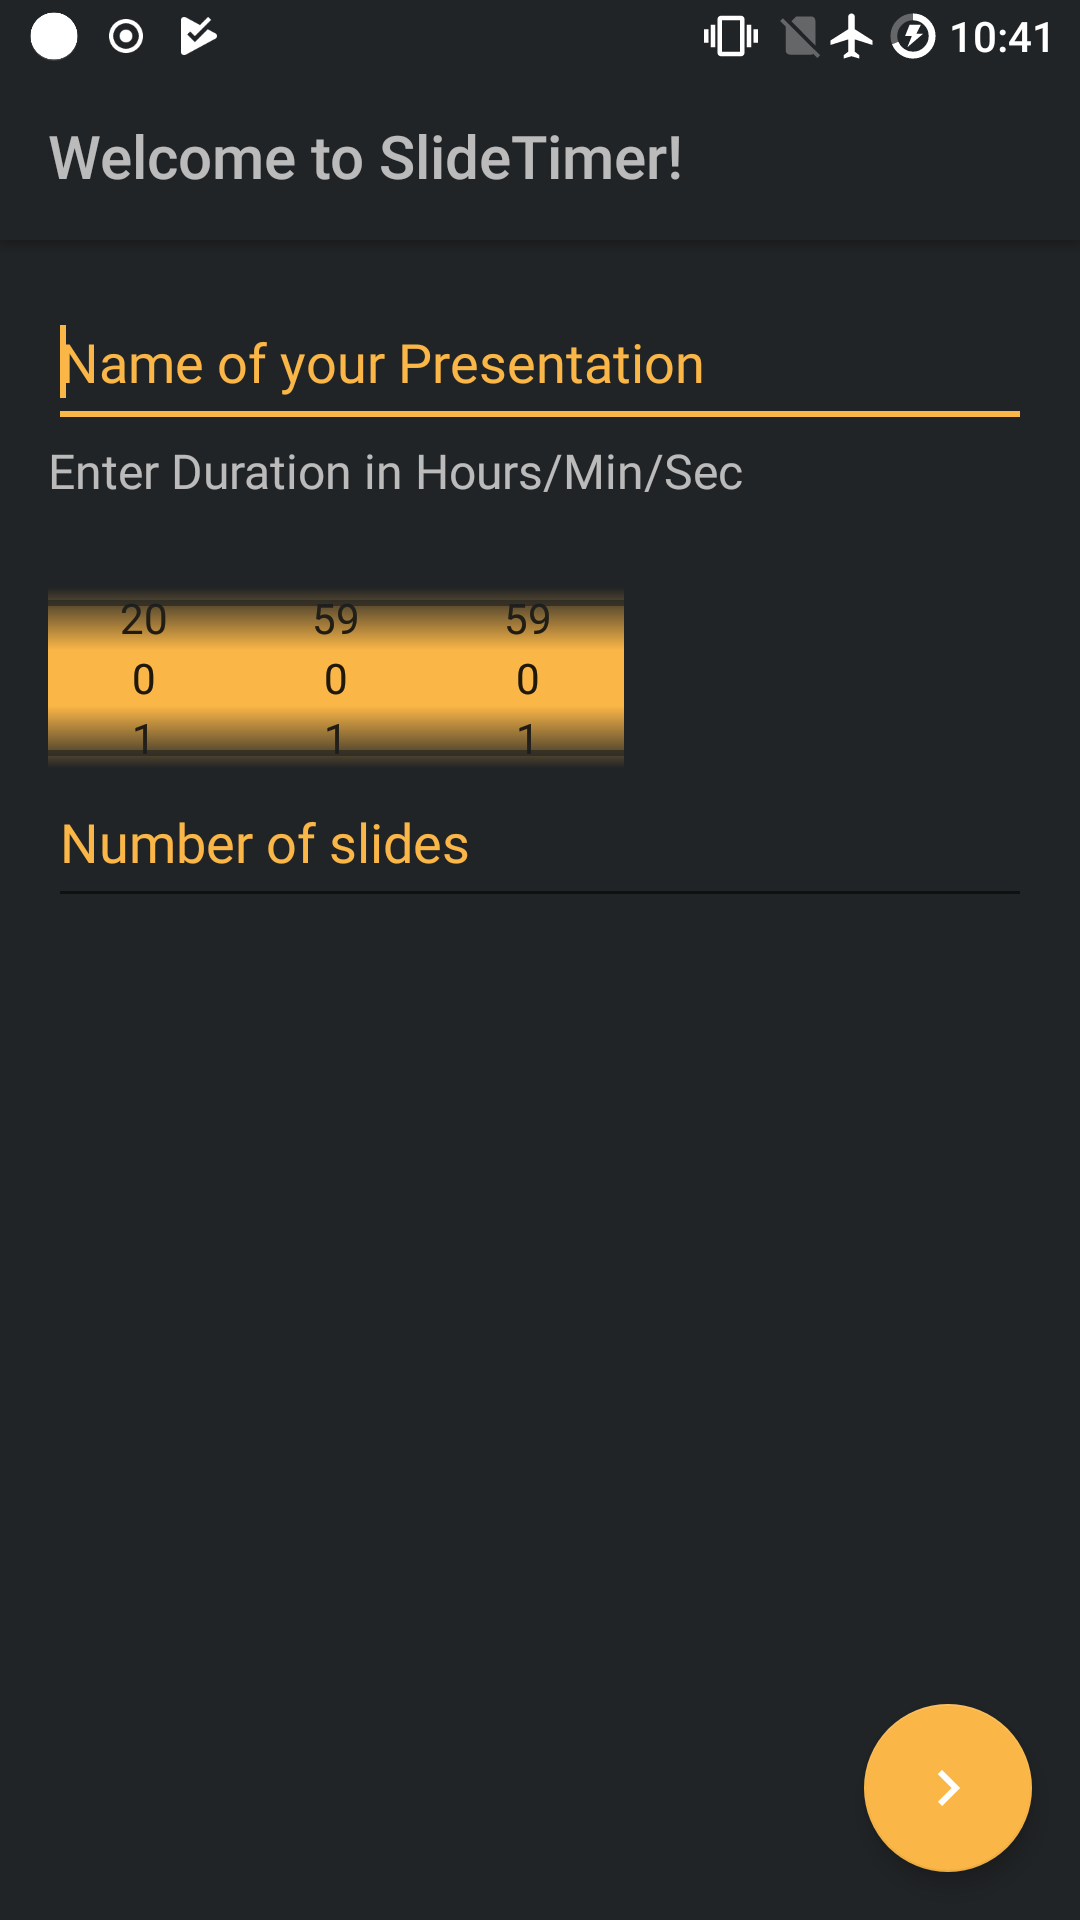 10:41
Welcome to SlideTimer!
Name of your Presentation
Enter Duration in Hours/Min/Sec
20 59 59
0 0 0
1 1 1
Number of slides